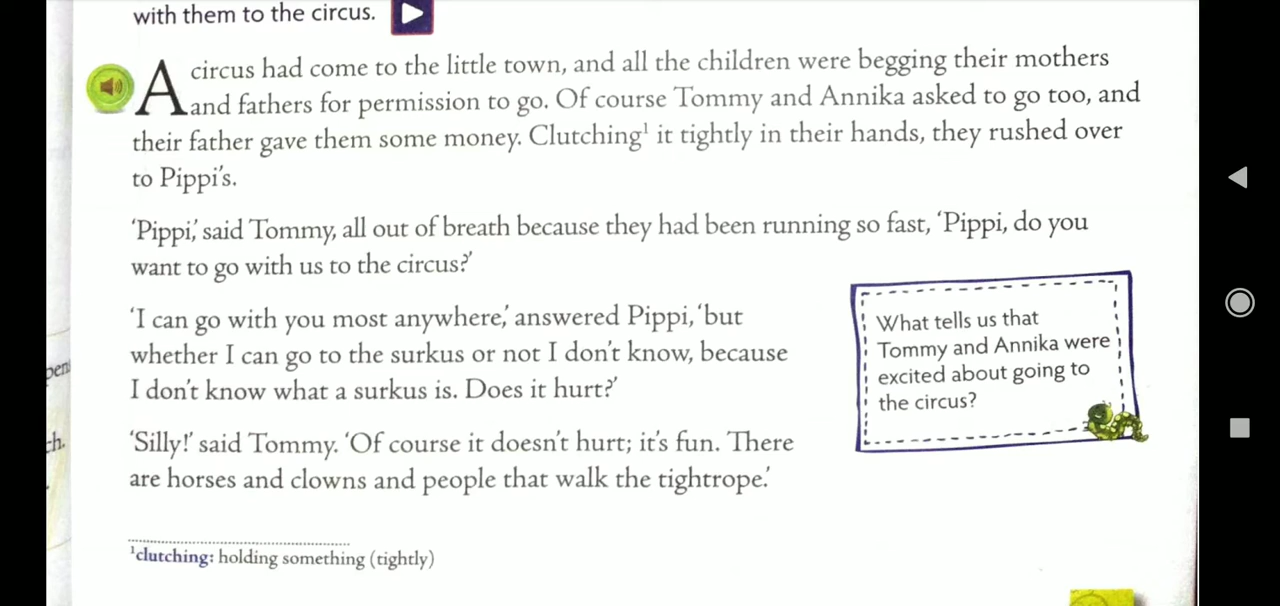 with them to the circus.
A circus had come to the little town, and all the children were begging their mothers
and fathers for permission to go. Of course Tommy and Annika asked to go too, and
their father gave them some money. Clutching¹ it tightly in their hands, they rushed over
to Pippi's.
'Pippi,' said Tommy, all out of breath because they had been running so fast, 'Pippi, do you
want to go with us to the circus?'
'I can go with you most anywhere,' answered Pippi, 'but
whether I can go to the surkus or not I don't know, because
I don't know what a surkus is. Does it hurt?'
'Silly!' said Tommy. 'Of course it doesn't hurt; it's fun. There
are horses and clowns and people that walk the tightrope.'
What tells us that
Tommy and Annika were
excited about going to
the circus?
¹clutching: holding something (tightly)